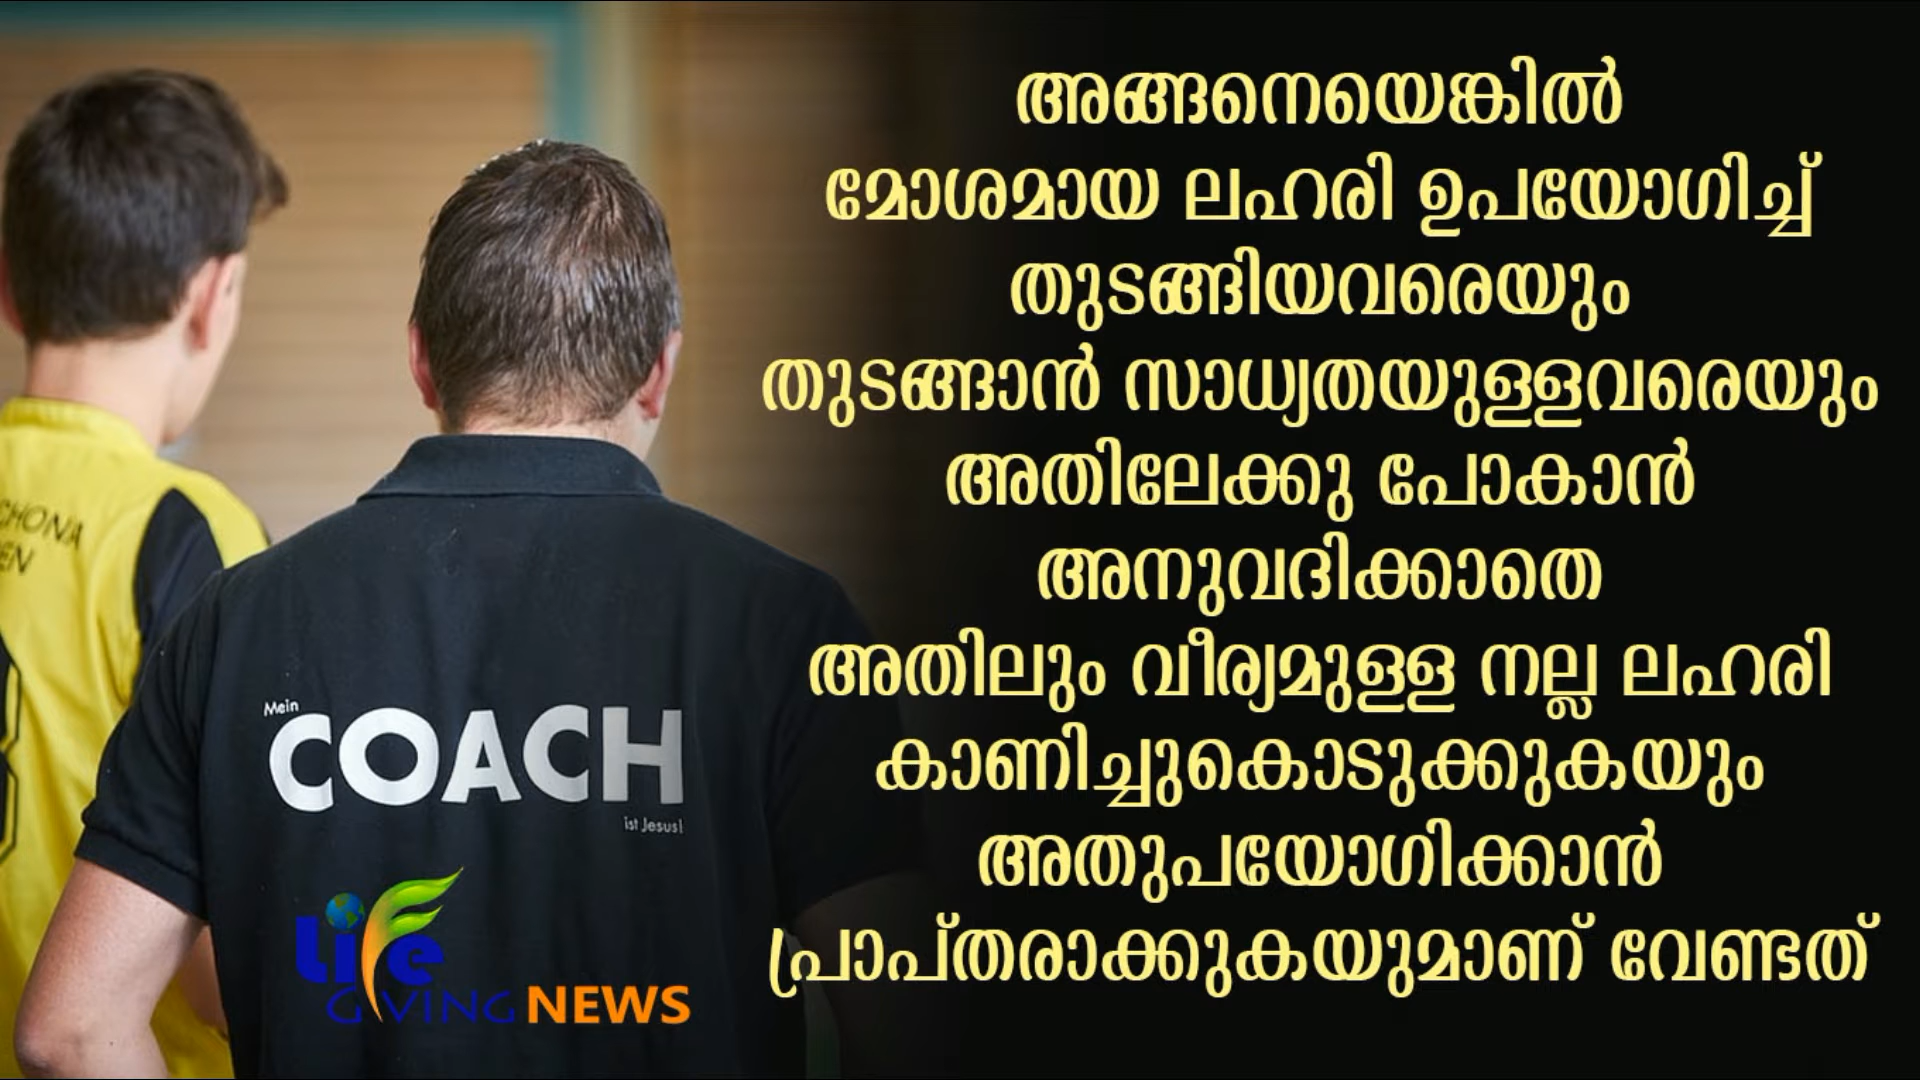 അങ്ങനെയെങ്കിൽ
മോശമായ ലഹരി ഉപയോഗിച്ച്
തുടങ്ങിയവരെയും
തുടങ്ങാൻ സാധ്യതയുള്ളവരെയും
അതിലേക്കു പോകാൻ
അനുവദിക്കാതെ
അതിലും വീര്യമുള്ള നല്ല ലഹരി
കാണിച്ചുകൊടുക്കുകയും
അതുപയോഗിക്കാൻ
പ്രാപ്തരാക്കുകയുമാണ് വേണ്ടത്
Mein
COACH
ist Jesus!
Life
GIVING NEWS